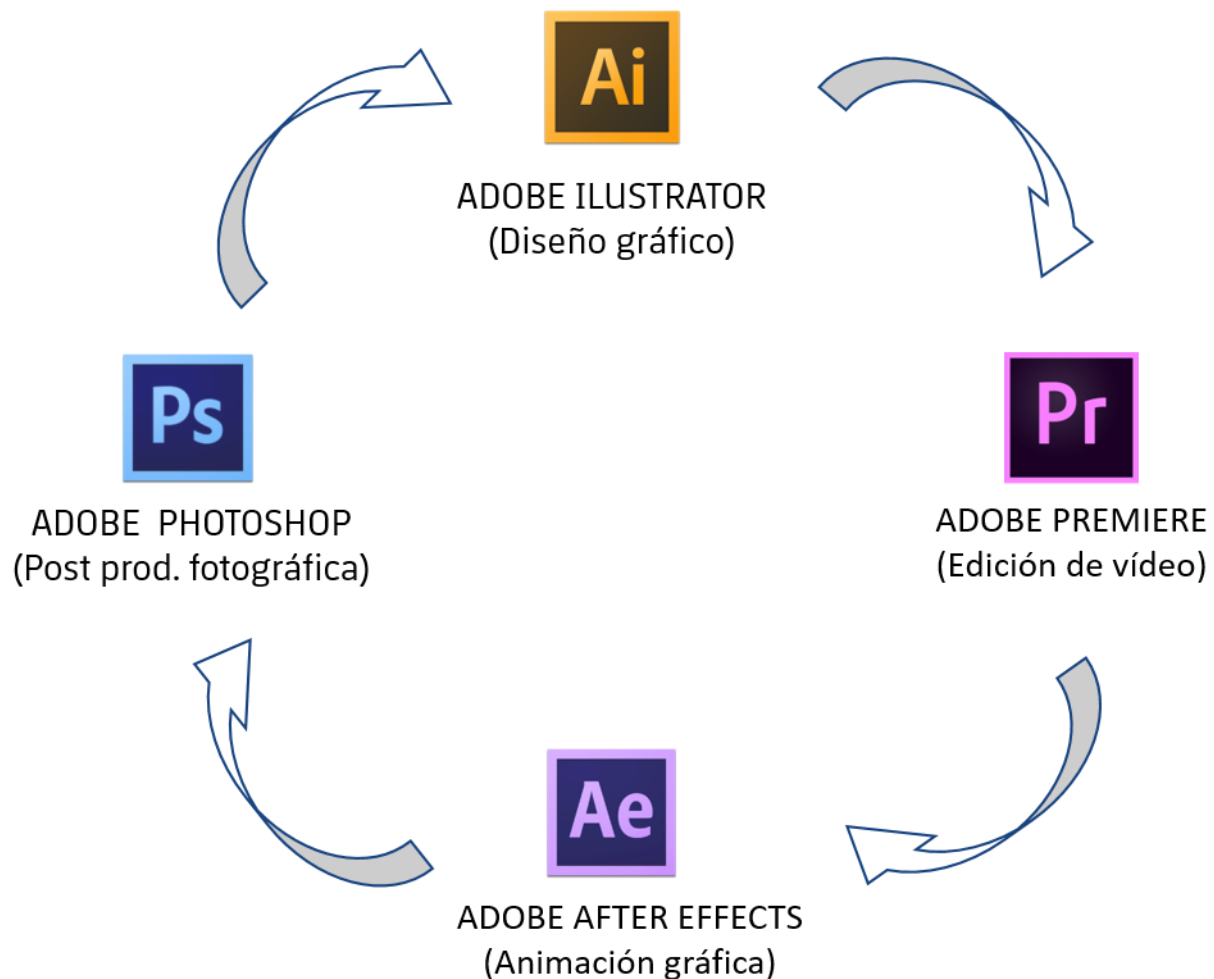 Ai
ADOBE ILUSTRATOR
(Diseño gráfico)
Ps
ADOBE PHOTOSHOP
(Post prod. fotográfica)
Pr
ADOBE PREMIERE
(Edición de vídeo)
Ae
ADOBE AFTER EFFECTS
(Animación gráfica)